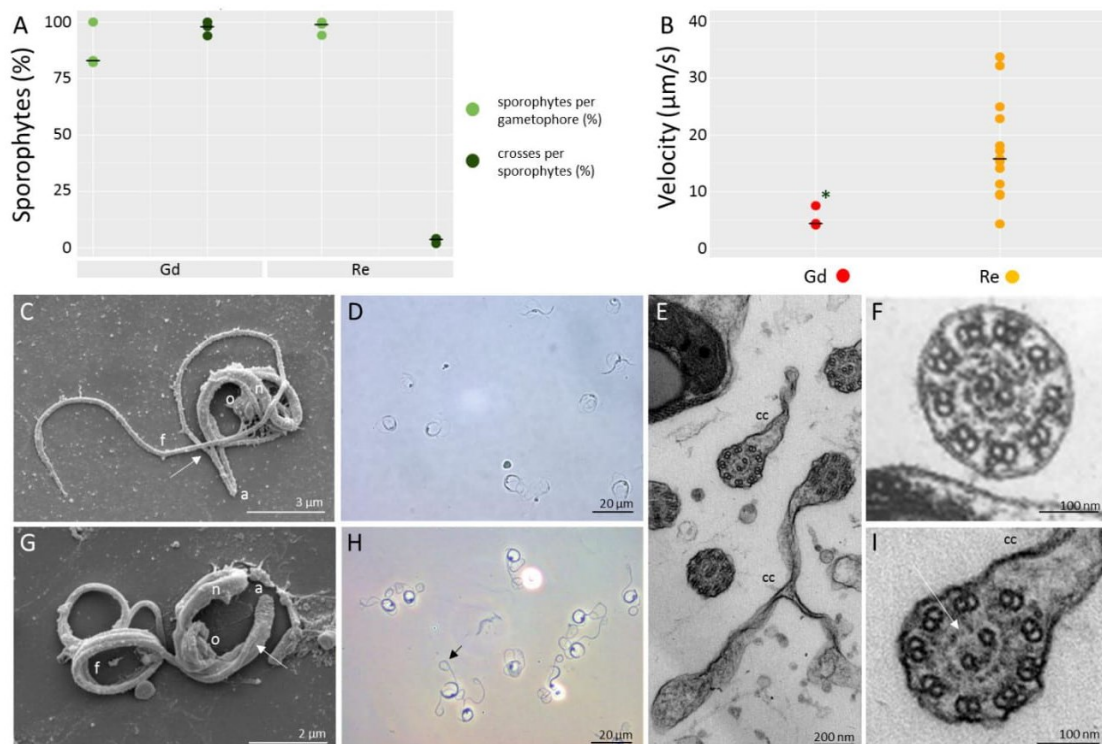 A
Sporophytes (%)
100
75
50
25
0
Gd
Re
sporophytes per
gametophore (%)
crosses per
sporophytes (%)
B
Velocity (µm/s)
40
30
20
10
0
*
Gd
Re
C
n
o
f
a
3 µm
D
20 µm
E
cc
cc
200 nm
F
100 nm
G
n
a
o
f
2 µm
H
20 µm
I
cc
100 nm